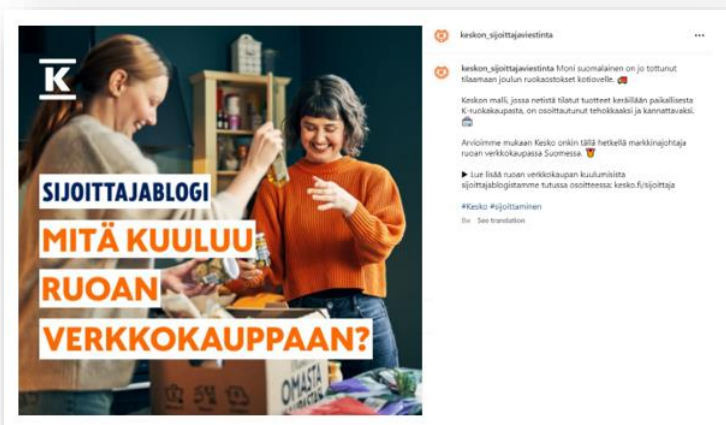 K
SIJOITTAJABLOGI
MITÄ KUULUU
RUOAN
VERKKOKAUPPAAN?
OMASTA
keskon_sijoittajaviestinta
keskon_sijoittajaviestinta Moni suomalainen on jo tottunut
tilaamaan joulun ruokaostokset kotiovelle. 🚚
Keskon malli, jossa netistä tilatut tuotteet keräillään paikallisesta
K-ruokakaupasta, on osoittautunut tehokkaaksi ja kannattavaksi.
🏪
Arvioimme mukaan Kesko onkin tällä hetkellä markkinajohtaja
ruoan verkkokaupassa Suomessa. 🏅
▶ Lue lisää ruoan verkkokaupan kuulumisista
sijoittajablogistamme tutussa osoitteessa: kesko.fi/sijoittaja
#Kesko #sijoittaminen
See translation